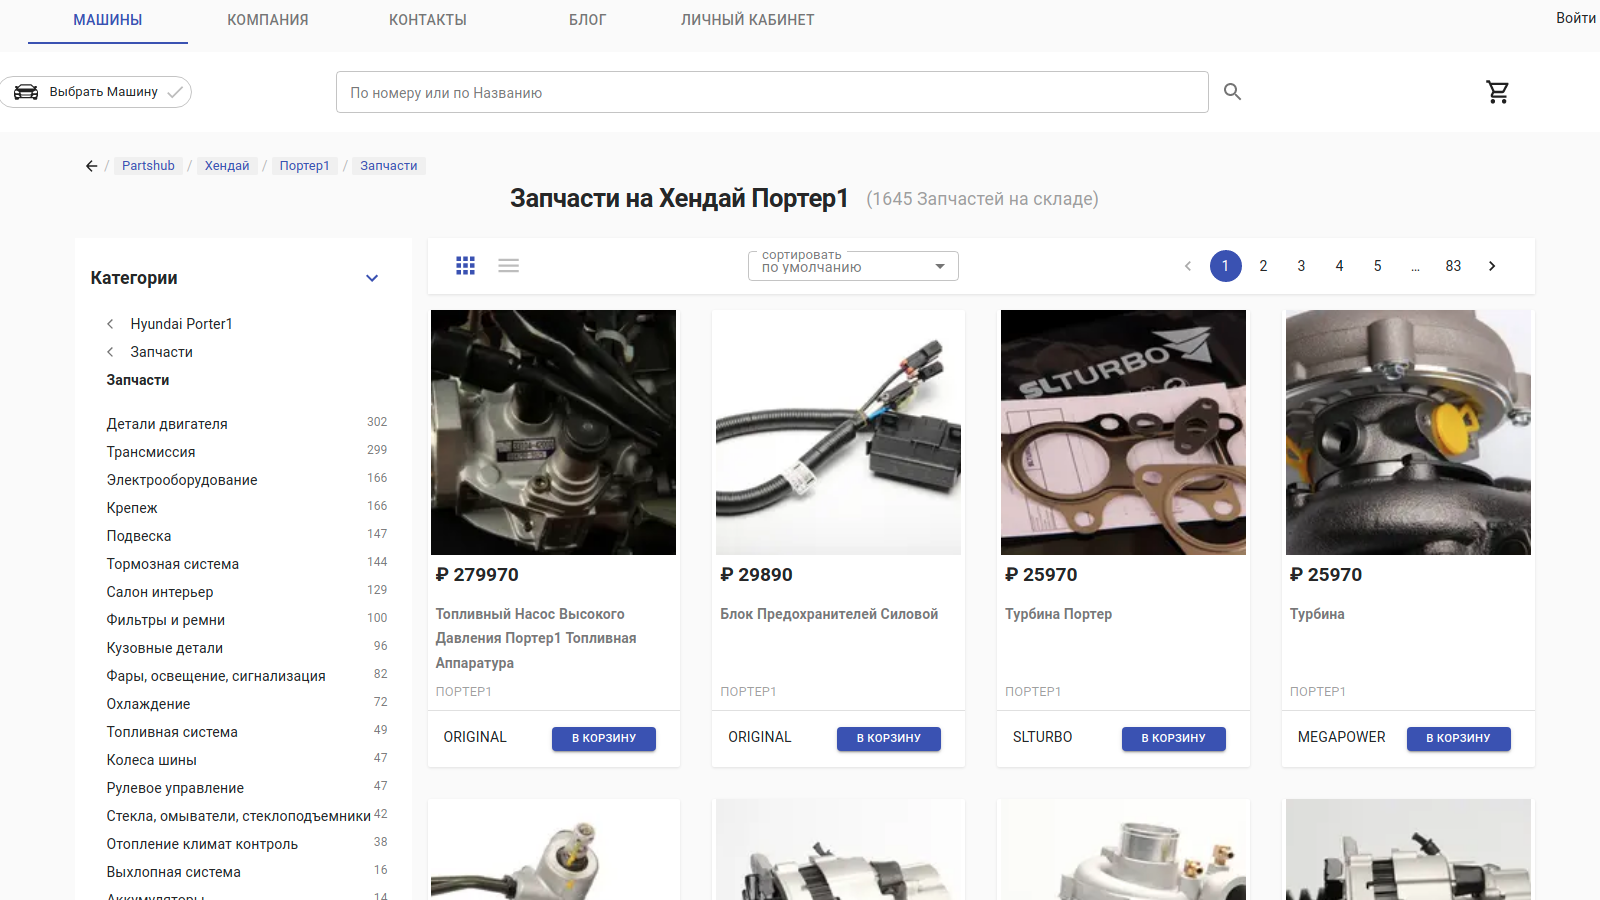 МАШИНЫ
КОМПАНИЯ
КОНТАКТЫ
БЛОГ
ЛИЧНЫЙ КАБИНЕТ
Войти
Выбрать Машину
По номеру или по Названию
/ Partshub / Хендай / Портер1 / Запчасти
Запчасти на Хендай Портер1 (1645 Запчастей на складе)
Категории
Hyundai Porter1
Запчасти
Запчасти
Детали двигателя 302
Трансмиссия 299
Электрооборудование 166
Крепеж 166
Подвеска 147
Тормозная система 144
Салон интерьер 129
Фильтры и ремни 100
Кузовные детали 96
Фары, освещение, сигнализация 82
Охлаждение 72
Топливная система 49
Колеса шины 47
Рулевое управление 47
Стекла, омыватели, стеклоподъемники 42
Отопление климат контроль 38
Выхлопная система 16
Аккумуляторы 14
сортировать
по умолчанию
1 2 3 4 5 ... 83
₽ 279970
Топливный Насос Высокого
Давления Портер1 Топливная
Аппаратура
ПОРТЕР1
ORIGINAL
В КОРЗИНУ
₽ 29890
Блок Предохранителей Силовой
ПОРТЕР1
ORIGINAL
В КОРЗИНУ
SLTURBO
₽ 25970
Турбина Портер
ПОРТЕР1
SLTURBO
В КОРЗИНУ
₽ 25970
Турбина
ПОРТЕР1
MEGAPOWER
В КОРЗИНУ